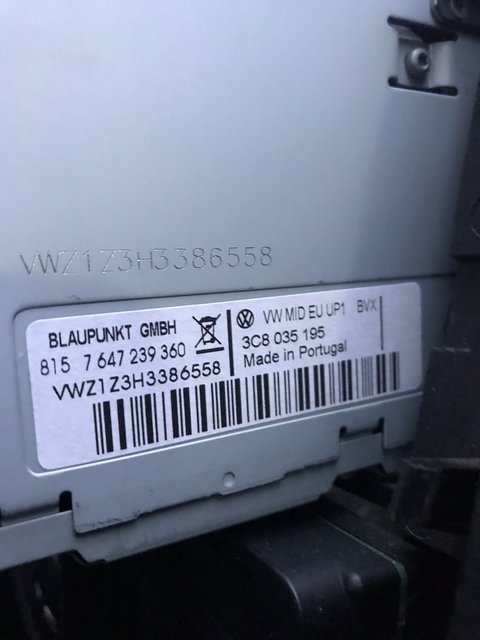 VWZ1Z3H3386558
BLAUPUNKT GMBH
815 7 647 239 360
VWZ1Z3H3386558
VW MID EU UP1 BVX
3C8 035 195
Made in Portugal